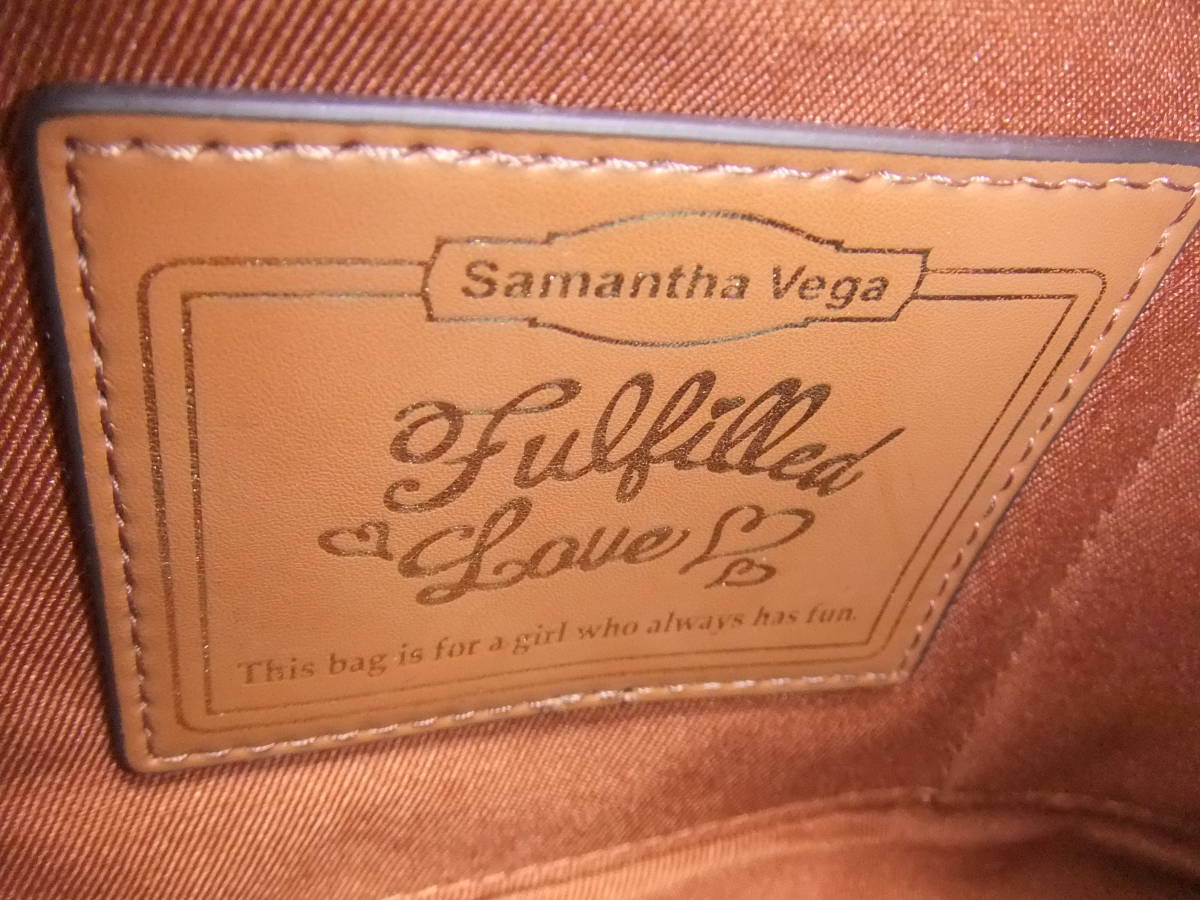 Samantha Vega
Fulfilled
Love
This bag is for a girl who always has fun.